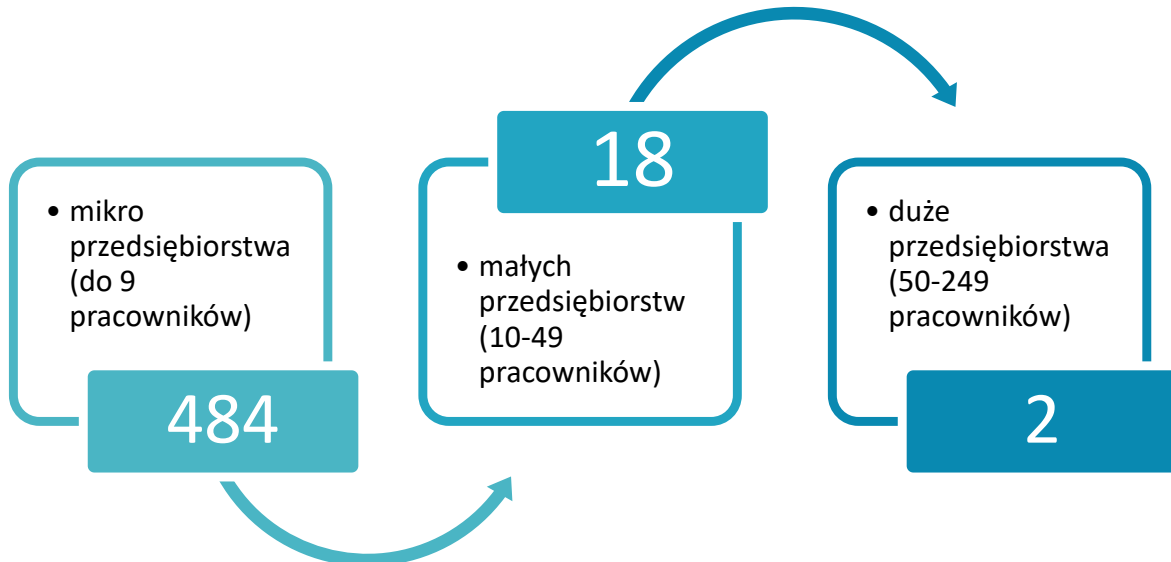 • mikro
przedsiębiorstwa
(do 9
pracowników)
484
18
• małych
przedsiębiorstw
(10-49
pracowników)
• duże
przedsiębiorstwa
(50-249
pracowników)
2